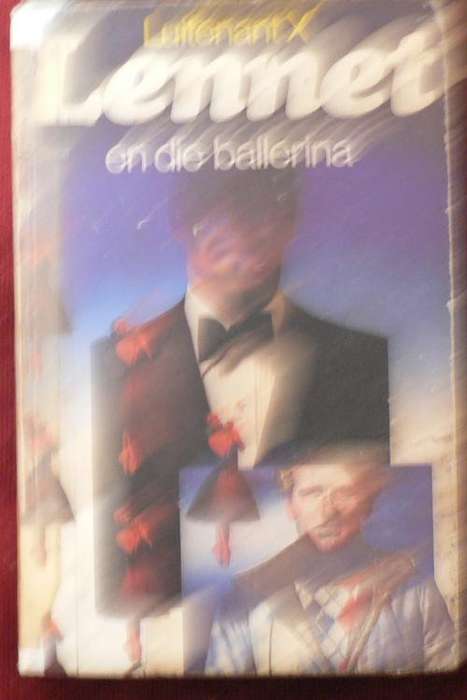 Luitenant X
Lennet
en die ballerina